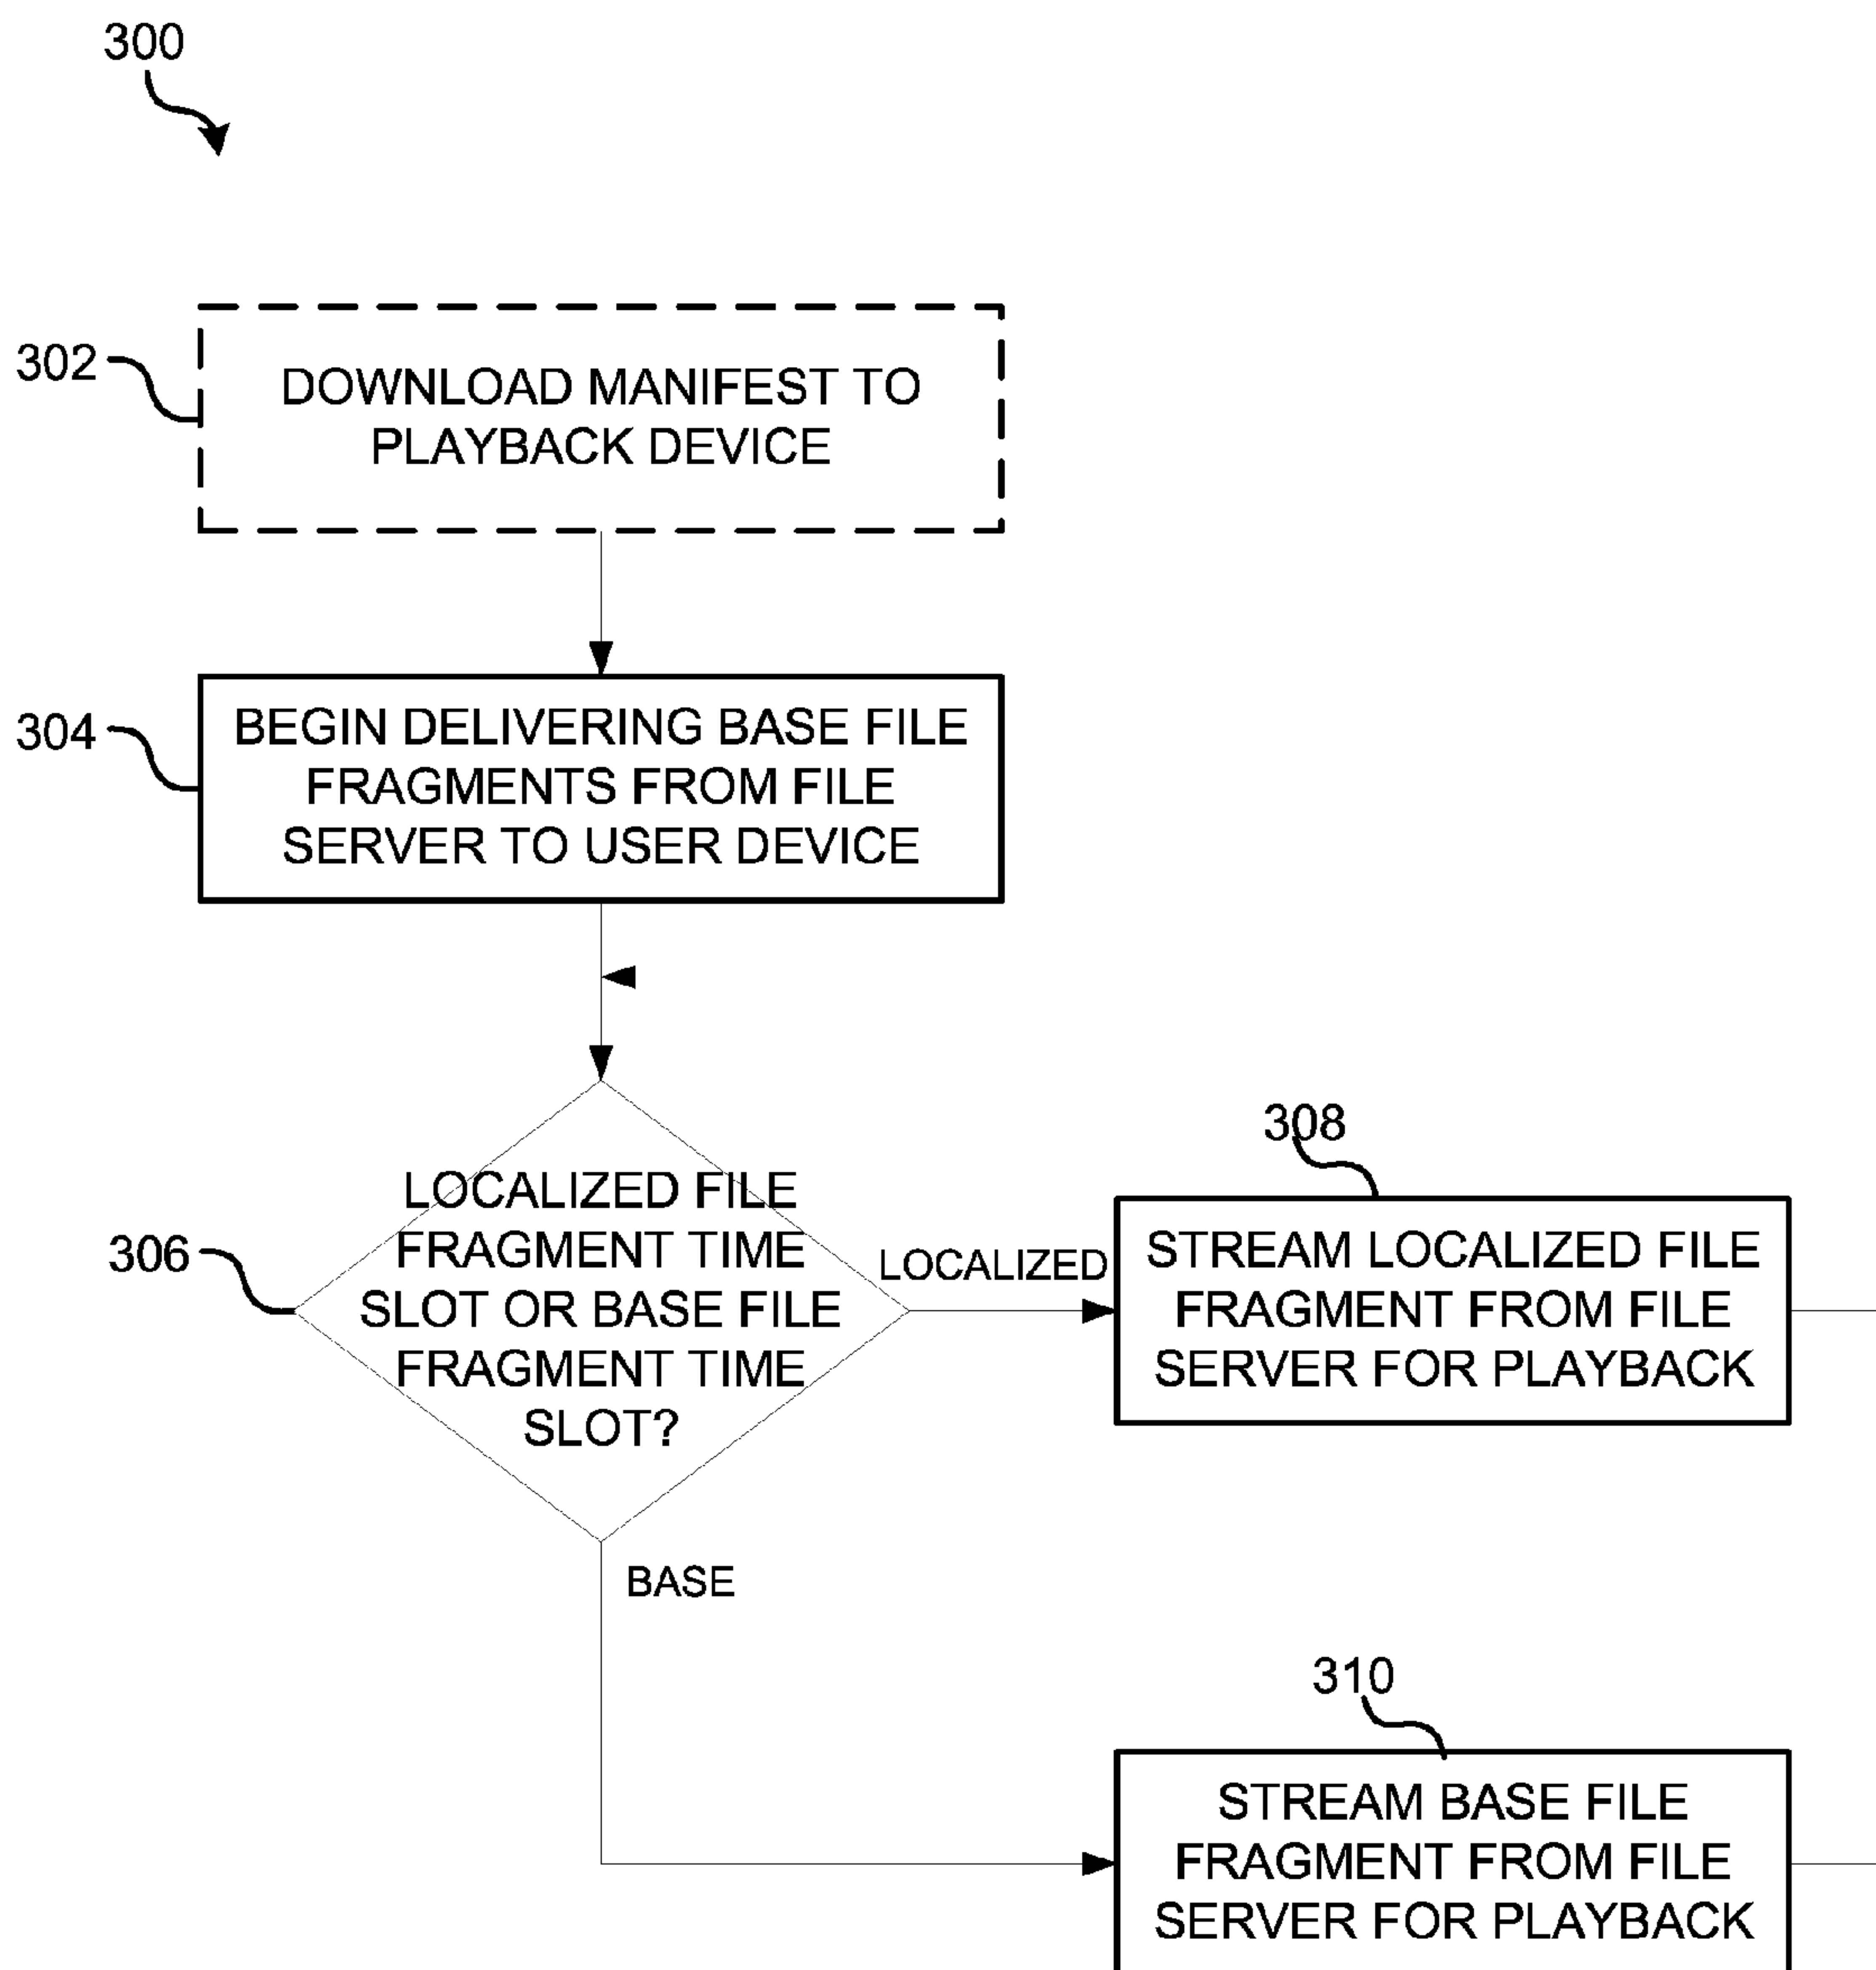 300
302
DOWNLOAD MANIFEST TO
PLAYBACK DEVICE
304
BEGIN DELIVERING BASE FILE
FRAGMENTS FROM FILE
SERVER TO USER DEVICE
306
LOCALIZED FILE
FRAGMENT TIME
SLOT OR BASE FILE
FRAGMENT TIME
SLOT?
LOCALIZED
308
STREAM LOCALIZED FILE
FRAGMENT FROM FILE
SERVER FOR PLAYBACK
BASE
310
STREAM BASE FILE
FRAGMENT FROM FILE
SERVER FOR PLAYBACK